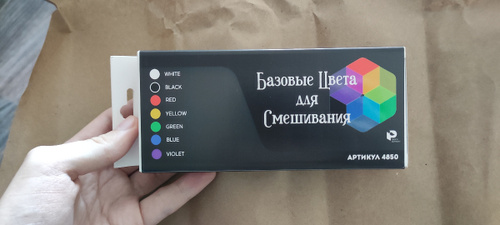 WHITE
BLACK
RED
YELLOW
GREEN
BLUE
VIOLET
Базовые Цвета
для
Смешивания
АРТИКУЛ 4850